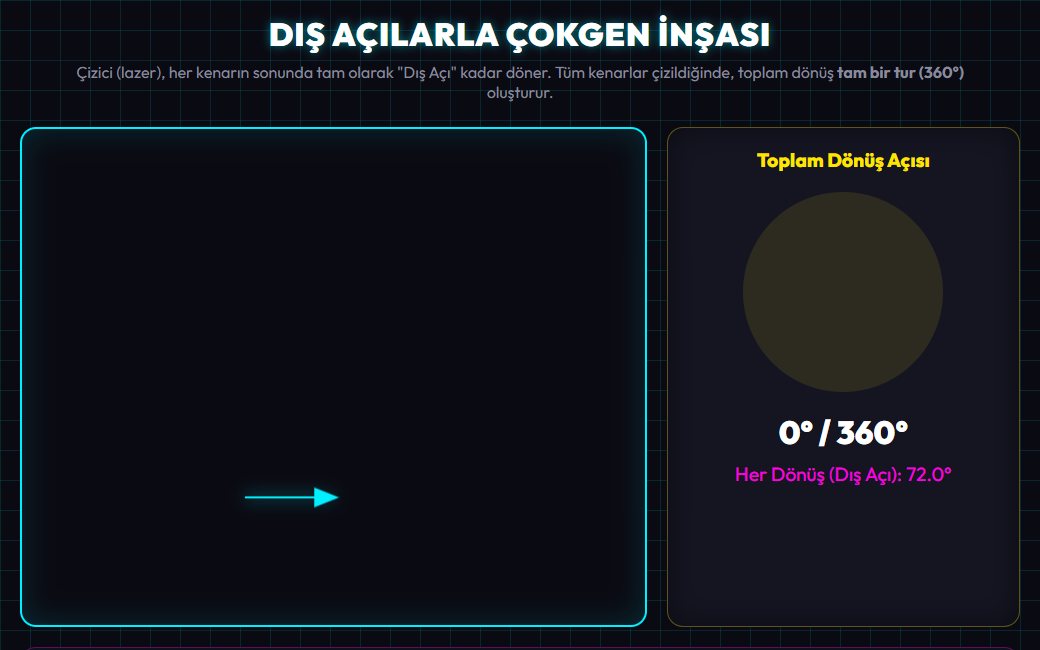 DIŞ AÇILARLA ÇOKGEN İNŞASI
Çizici (lazer), her kenarın sonunda tam olarak "Dış Açı" kadar döner. Tüm kenarlar çizildiğinde, toplam dönüş tam bir tur (360°)
oluşturur.
Toplam Dönüş Açısı
0° / 360°
Her Dönüş (Dış Açı): 72.0°